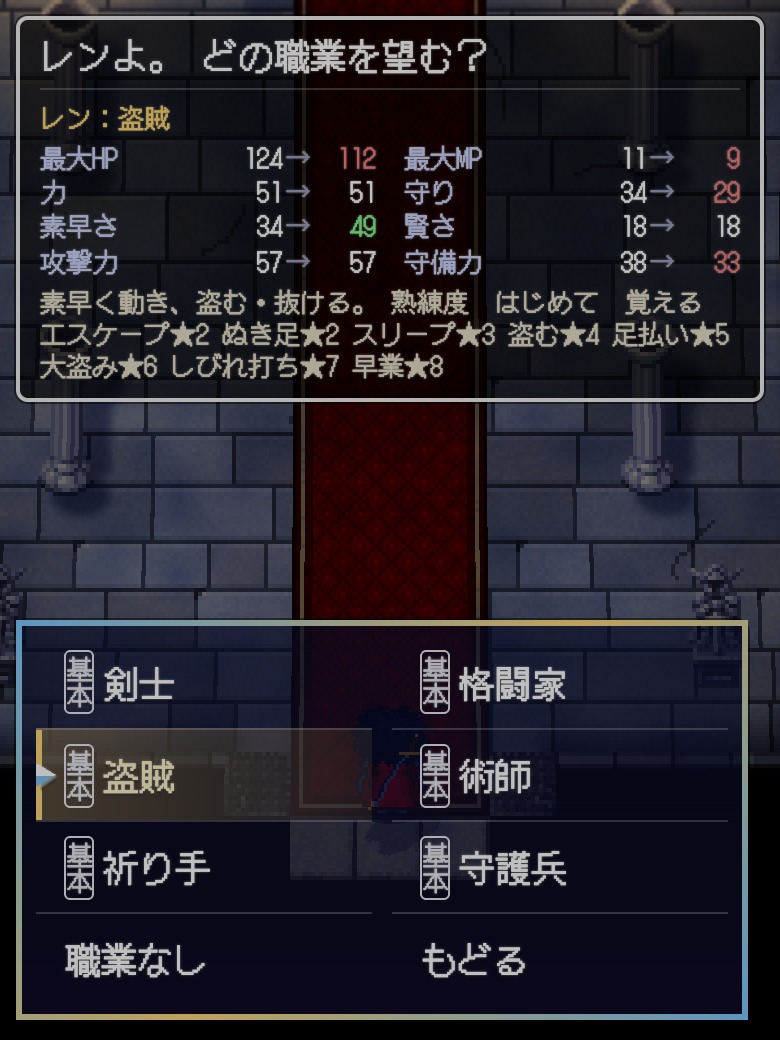 レンよ。 どの職業を望む？
レン：盗賊
最大HP 124→ 112 最大MP 11→ 9
力 51→ 51 守り 34→ 29
素早さ 34→ 49 賢さ 18→ 18
攻撃力 57→ 57 守備力 38→ 33
素早く動き、盗む・抜ける。 熟練度 はじめて 覚える
エスケープ★2 ぬき足★2 スリープ★3 盗む★4 足払い★5
大盗み★6 しびれ打ち★7 早業★8
基本 剣士 基本 格闘家
基本 盗賊 基本 術師
基本 祈り手 基本 守護兵
職業なし もどる